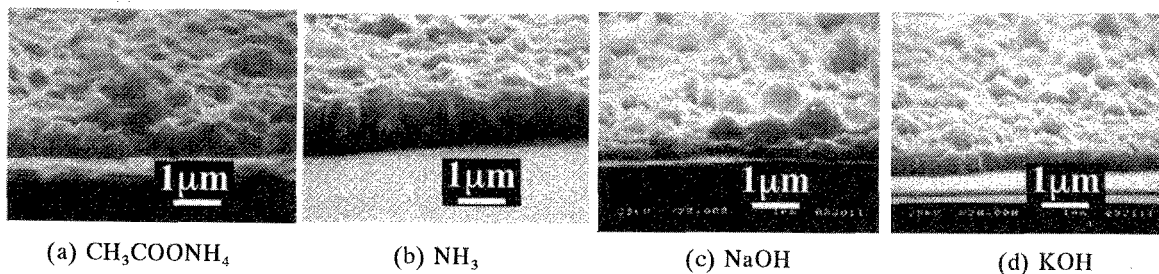 1μm
1μm
1μm
1μm
(a) CH₃COONH₄
(b) NH₃
(c) NaOH
(d) KOH